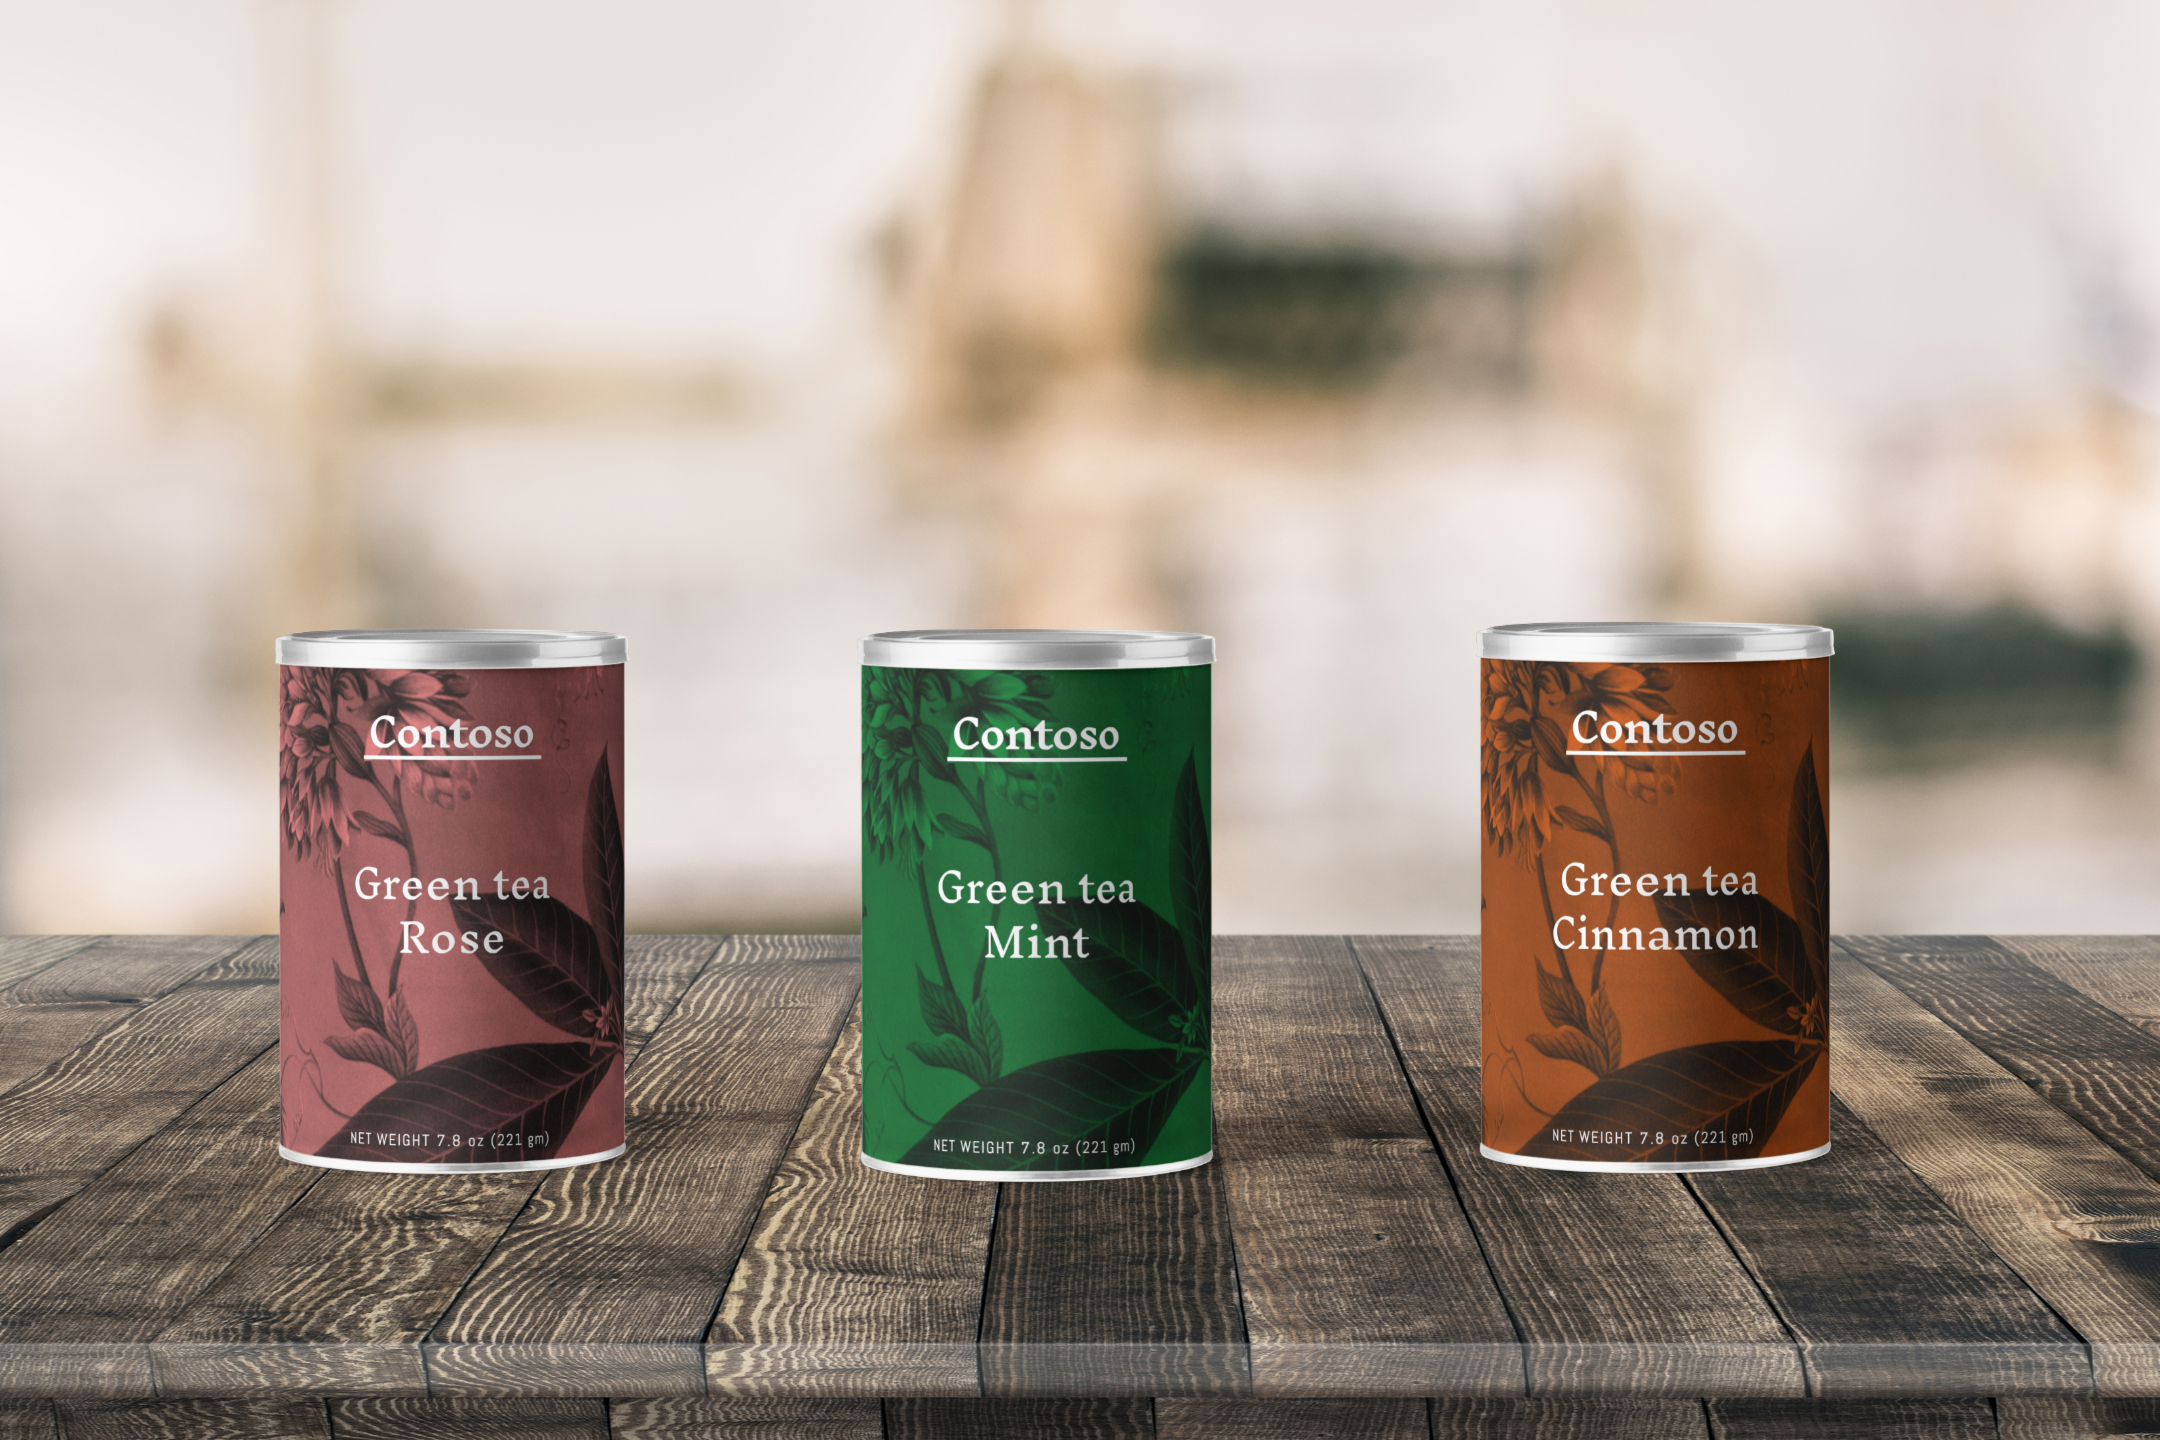 Contoso
Green tea
Rose
NET WEIGHT 7.8 oz (221 gm)
Contoso
Green tea
Mint
NET WEIGHT 7.8 oz (221 gm)
Contoso
Green tea
Cinnamon
NET WEIGHT 7.8 oz (221 gm)